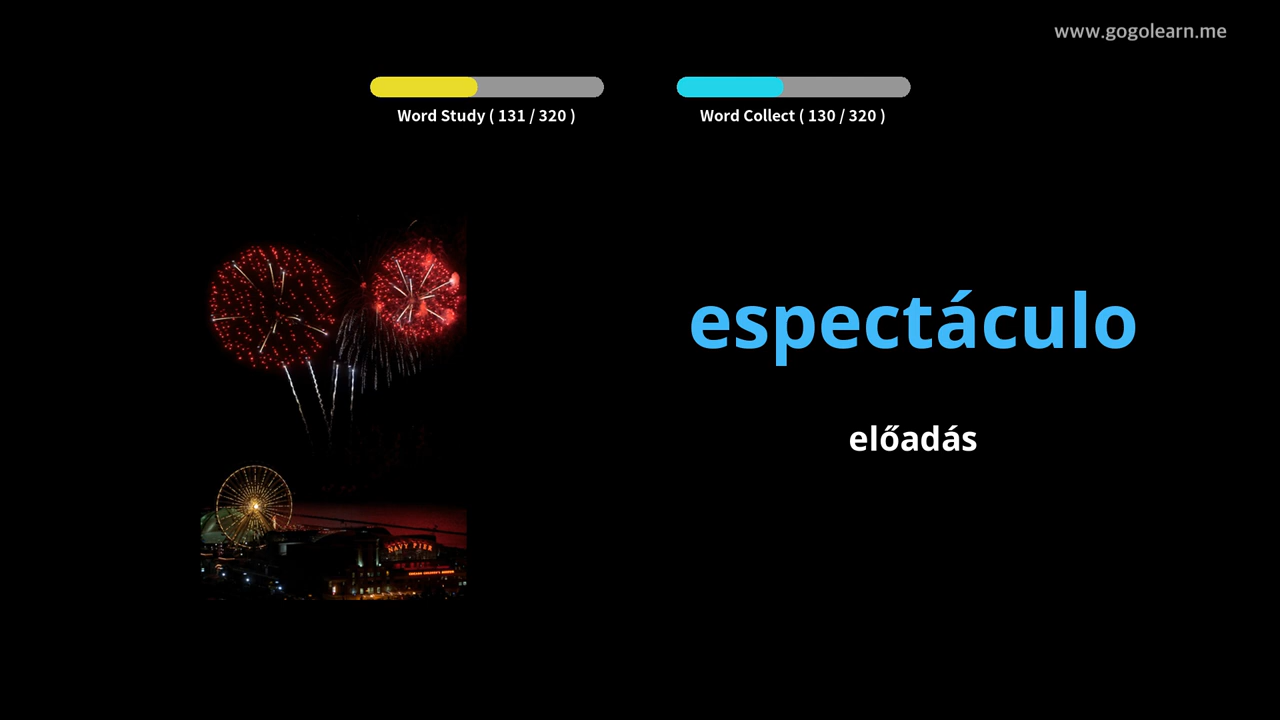 www.gogolearn.me
Word Study ( 131 / 320 )
Word Collect ( 130 / 320 )
espectáculo
előadás
NAVY PIER